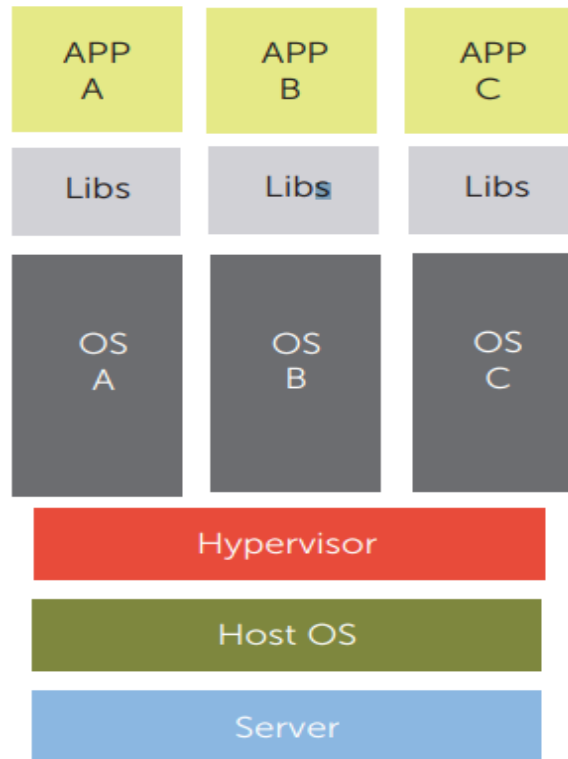 APP
A
APP
B
APP
C
Libs
Libs
Libs
OS
A
OS
B
OS
C
Hypervisor
Host OS
Server